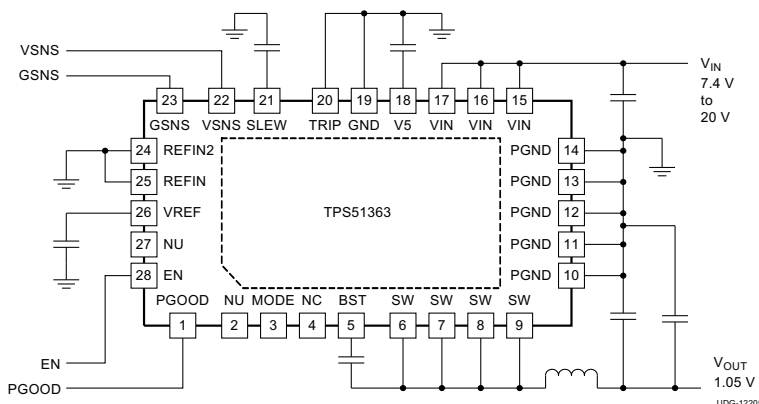 VSNS
GSNS
VIN
7.4 V
to
20 V
23 22 21 20 19 18 17 16 15
GSNS VSNS SLEW TRIP GND V5 VIN VIN VIN
24 REFIN2
25 REFIN
26 VREF
27 NU
28 EN
PGND 14
PGND 13
PGND 12
PGND 11
PGND 10
TPS51363
PGOOD NU MODE NC BST SW SW SW SW
1 2 3 4 5 6 7 8 9
EN
PGOOD
VOUT
1.05 V